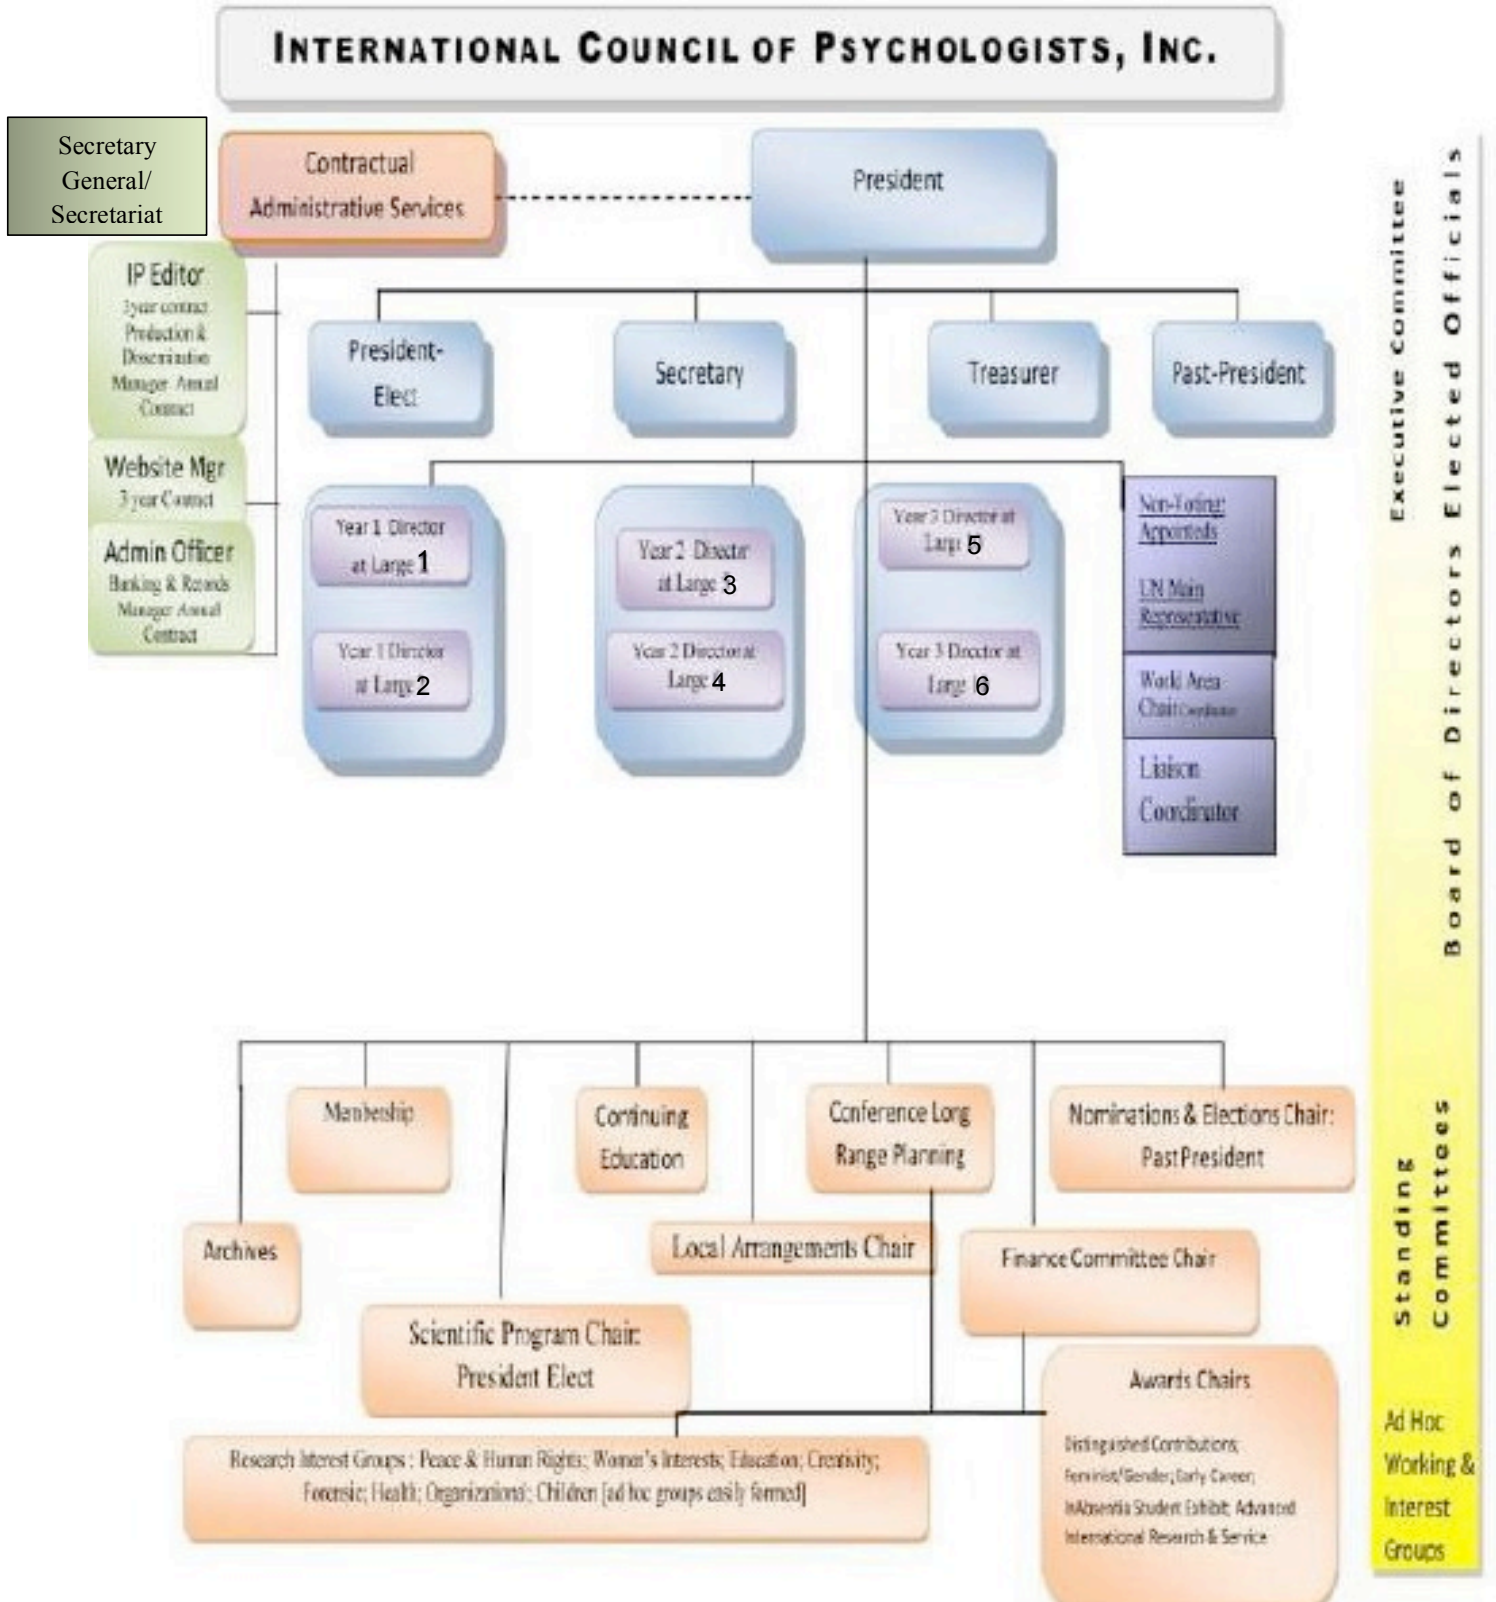 INTERNATIONAL COUNCIL OF PSYCHOLOGISTS, INC.
Secretary
General/
Secretariat
Contractual
Administrative Services
President
IP Editor
3 year contract
Production &
Dissemination
Manager Annual
Contract
Website Mgr
3 year Contract
Admin Officer
Banking & Records
Manager Annual
Contract
President-
Elect
Secretary
Treasurer
Past-President
Year 1 Director
at Large 1
Year 1 Director
at Large 2
Year 2 Director
at Large 3
Year 2 Director at
Large 4
Year 3 Director at
Large 5
Year 3 Director at
Large 6
Non-Voting:
Appointeds
UN Main
Representative
World Area
Chair Coordinator
Liaison
Coordinator
Executive Committee
Board of Directors Elected Officials
Membership
Continuing
Education
Conference Long
Range Planning
Nominations & Elections Chair:
Past President
Archives
Local Arrangements Chair
Finance Committee Chair
Scientific Program Chair:
President Elect
Standing
Committees
Research Interest Groups : Peace & Human Rights; Women's Interests; Education; Creativity;
Forensic; Health; Organizational; Children [ad hoc groups easily formed]
Awards Chairs
Distinguished Contributions;
Feminist/Gender; Early Career;
InAbsentia Student Exhibit; Advanced
International Research & Service
Ad Hoc
Working &
Interest
Groups